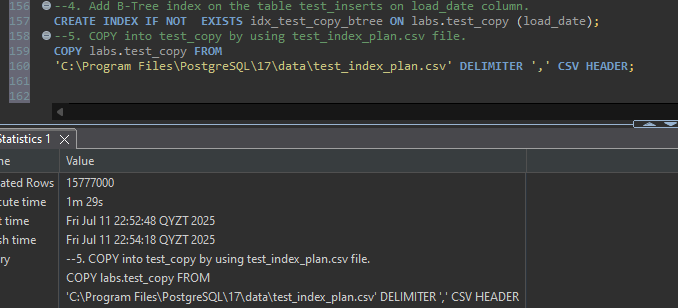 156 --4. Add B-Tree index on the table test_inserts on load_date column.
157 CREATE INDEX IF NOT  EXISTS idx_test_copy_btree ON labs.test_copy (load_date);
158 --5. COPY into test_copy by using test_index_plan.csv file.
159 COPY labs.test_copy FROM
160 'C:\Program Files\PostgreSQL\17\data\test_index_plan.csv' DELIMITER ',' CSV HEADER;
161
162
Statistics 1
ne Value
ated Rows 15777000
cute time 1m 29s
t time Fri Jul 11 22:52:48 QYZT 2025
sh time Fri Jul 11 22:54:18 QYZT 2025
ry --5. COPY into test_copy by using test_index_plan.csv file.
COPY labs.test_copy FROM
'C:\Program Files\PostgreSQL\17\data\test_index_plan.csv' DELIMITER ',' CSV HEADER